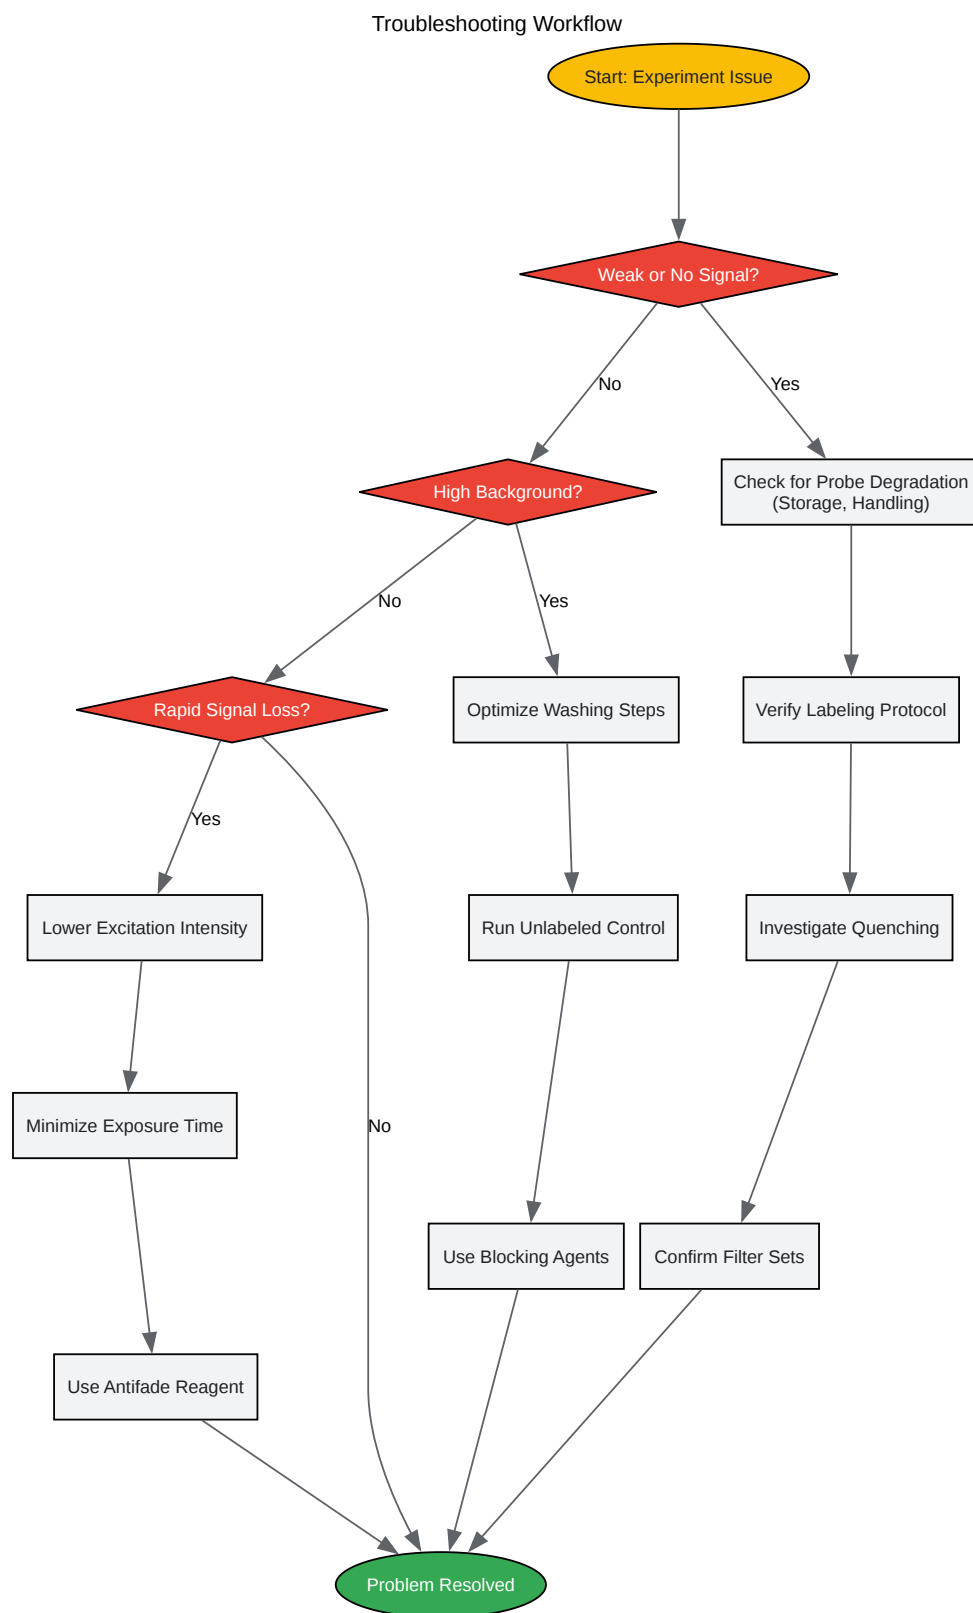 Troubleshooting Workflow
Start: Experiment Issue
Weak or No Signal?
No
Yes
High Background?
Check for Probe Degradation
(Storage, Handling)
No
Yes
Rapid Signal Loss?
Optimize Washing Steps
Verify Labeling Protocol
Yes
Lower Excitation Intensity
Run Unlabeled Control
Investigate Quenching
Minimize Exposure Time
No
Use Blocking Agents
Confirm Filter Sets
Use Antifade Reagent
Problem Resolved